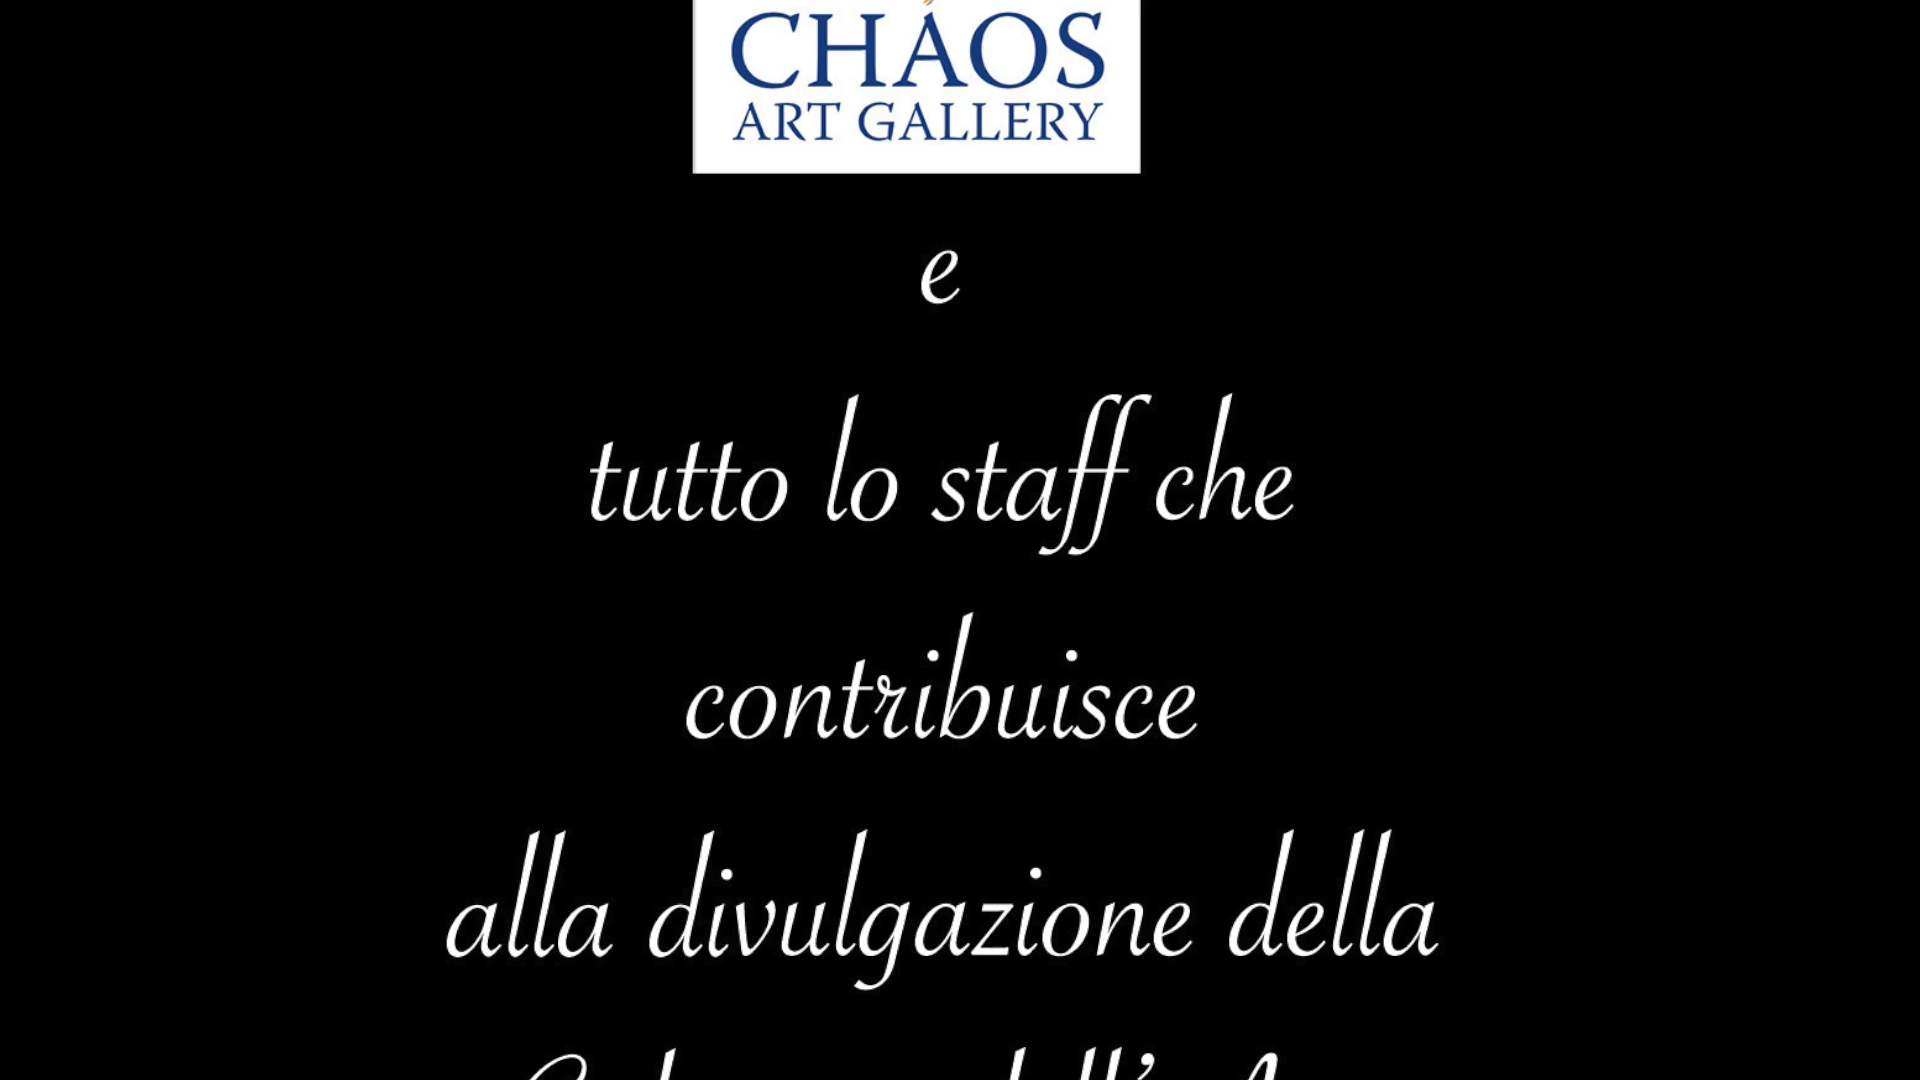 CHAOS
ART GALLERY
e
tutto lo staff che
contribuisce
alla divulgazione della